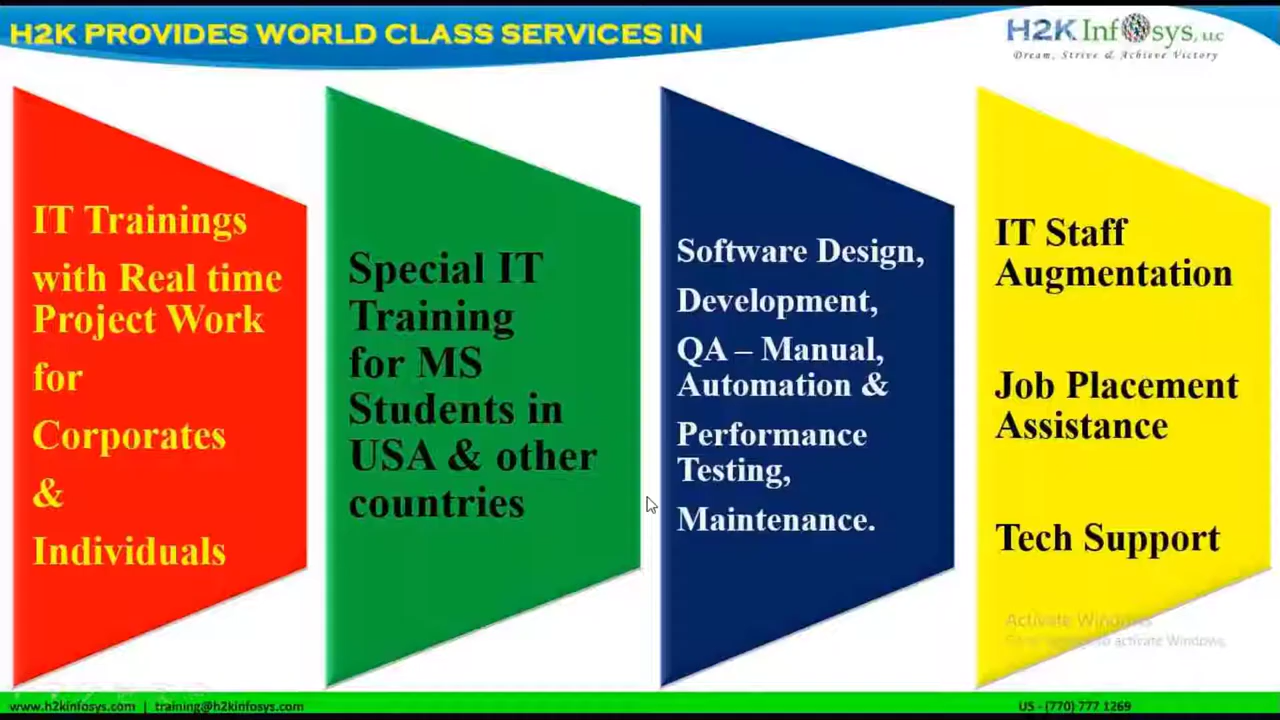 H2K PROVIDES WORLD CLASS SERVICES IN
H2K Infosys, LLC
Dream, Strive & Achieve Victory
IT Trainings
with Real time
Project Work
for
Corporates
&
Individuals
Special IT
Training
for MS
Students in
USA & other
countries
Software Design,
Development,
QA – Manual,
Automation &
Performance
Testing,
Maintenance.
IT Staff
Augmentation
Job Placement
Assistance
Tech Support
Activate Windows
to activate Windows.
www.h2kinfosys.com | training@h2kinfosys.com
US - (770) 777 1269